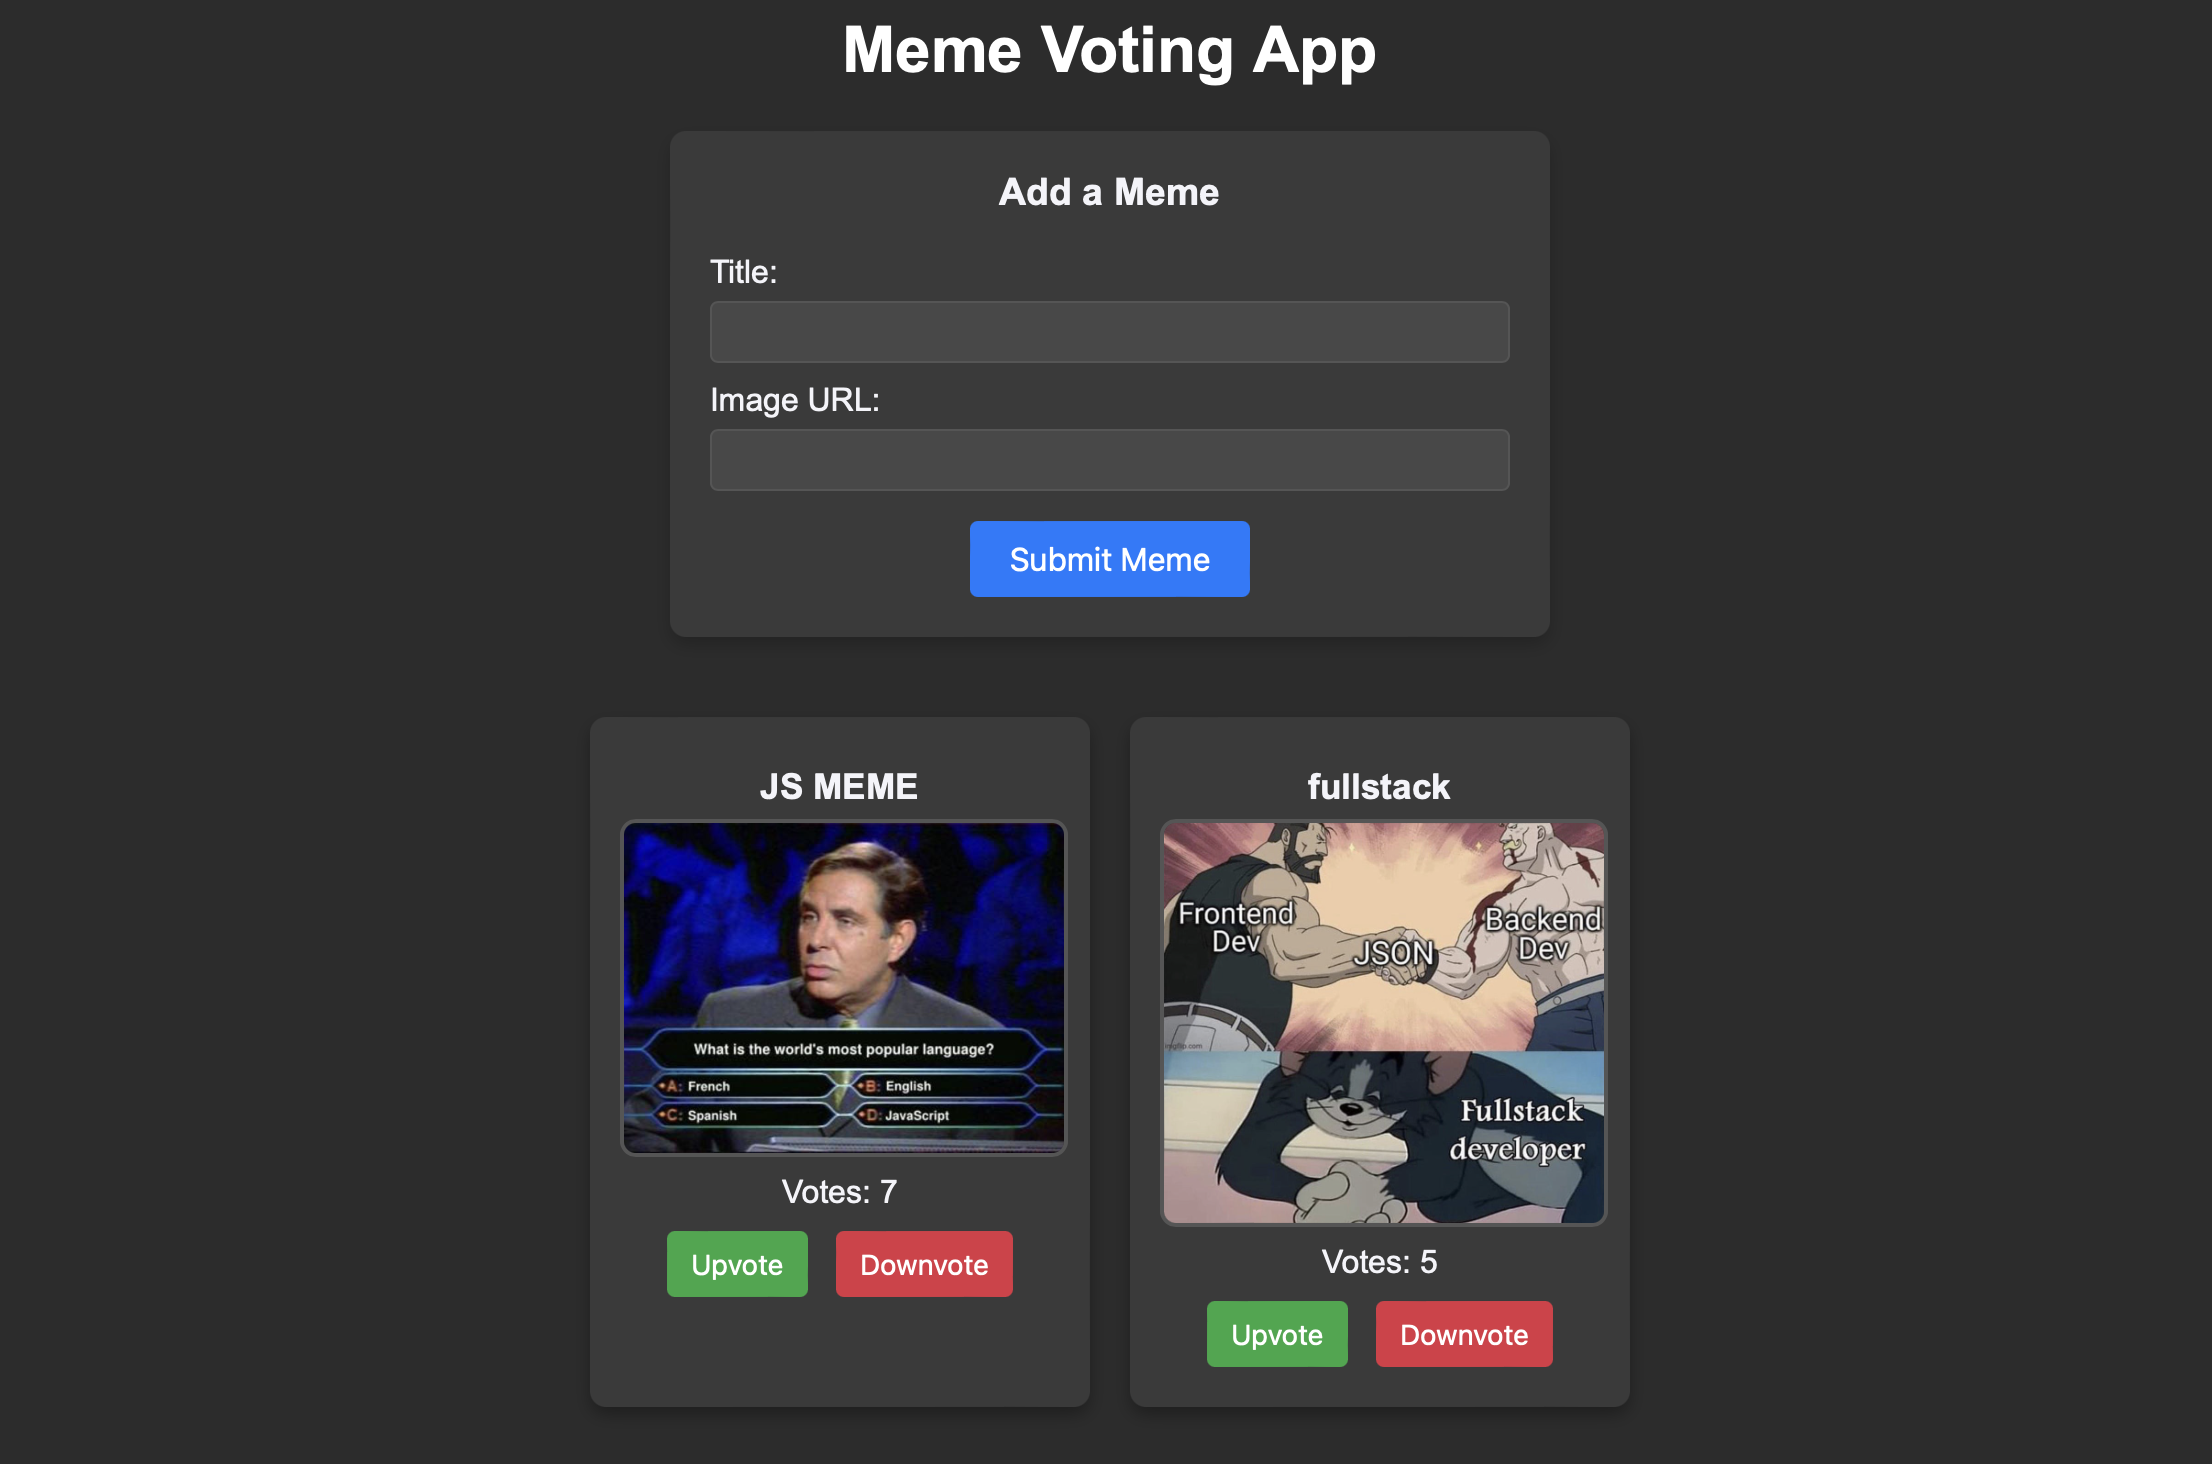 Meme Voting App
Add a Meme
Title:
Image URL:
Submit Meme
JS MEME
What is the world's most popular language?
A: French
B: English
C: Spanish
D: JavaScript
Votes: 7
Upvote
Downvote
fullstack
Frontend
Dev
JSON
Backend
Dev
imgflip.com
Fullstack
developer
Votes: 5
Upvote
Downvote